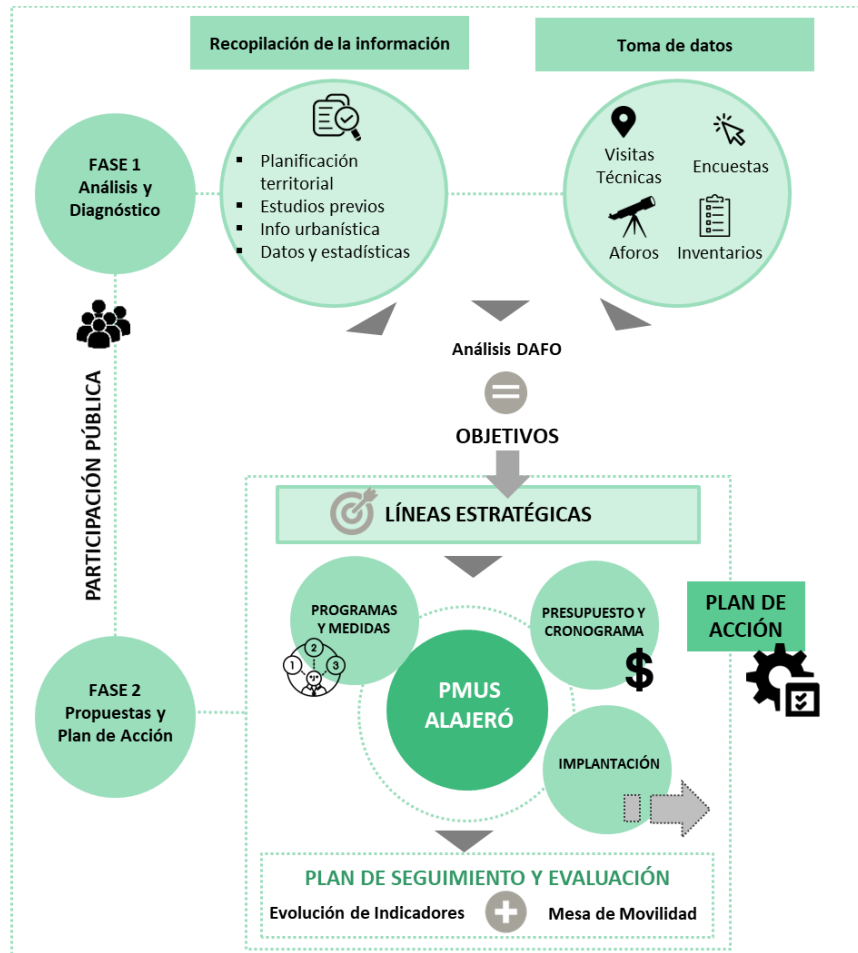 Recopilación de la información
Toma de datos
FASE 1
Análisis y
Diagnóstico
▪ Planificación
territorial
▪ Estudios previos
▪ Info urbanística
▪ Datos y estadísticas
Visitas
Técnicas
Encuestas
Aforos
Inventarios
PARTICIPACIÓN PÚBLICA
Análisis DAFO
=
OBJETIVOS
LÍNEAS ESTRATÉGICAS
PROGRAMAS
Y MEDIDAS
1 2 3
PRESUPUESTO Y
CRONOGRAMA
$
PLAN DE
ACCIÓN
PMUS
ALAJERÓ
FASE 2
Propuestas y
Plan de Acción
IMPLANTACIÓN
PLAN DE SEGUIMIENTO Y EVALUACIÓN
Evolución de Indicadores + Mesa de Movilidad